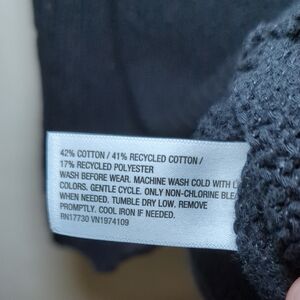 42% COTTON / 41% RECYCLED COTTON /
17% RECYCLED POLYESTER
WASH BEFORE WEAR. MACHINE WASH COLD WITH
COLORS. GENTLE CYCLE. ONLY NON-CHLORINE
WHEN NEEDED. TUMBLE DRY LOW. REMOVE
PROMPTLY. COOL IRON IF NEEDED.
RN17730 VN1974109